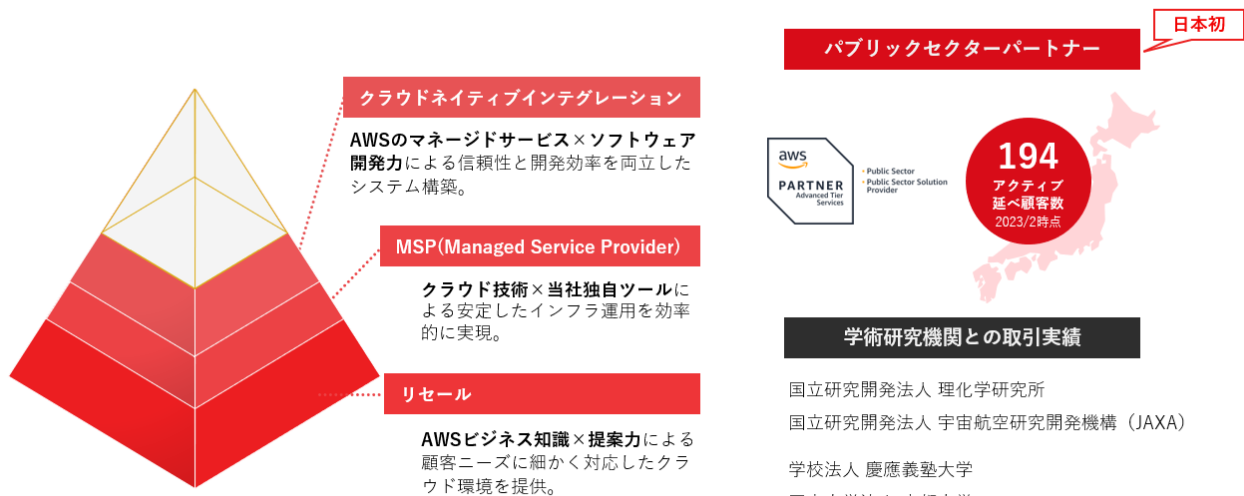 クラウドネイティブインテグレーション
AWSのマネージドサービス×ソフトウェア
開発力による信頼性と開発効率を両立した
システム構築。
MSP(Managed Service Provider)
クラウド技術×当社独自ツールに
よる安定したインフラ運用を効率
的に実現。
リセール
AWSビジネス知識×提案力による
顧客ニーズに細かく対応したクラ
ウド環境を提供。
日本初
パブリックセクターパートナー
aws
PARTNER
Advanced Tier
Services
・Public Sector
・Public Sector Solution
Provider
194
アクティブ
延べ顧客数
2023/2時点
学術研究機関との取引実績
国立研究開発法人 理化学研究所
国立研究開発法人 宇宙航空研究開発機構（JAXA）
学校法人 慶應義塾大学